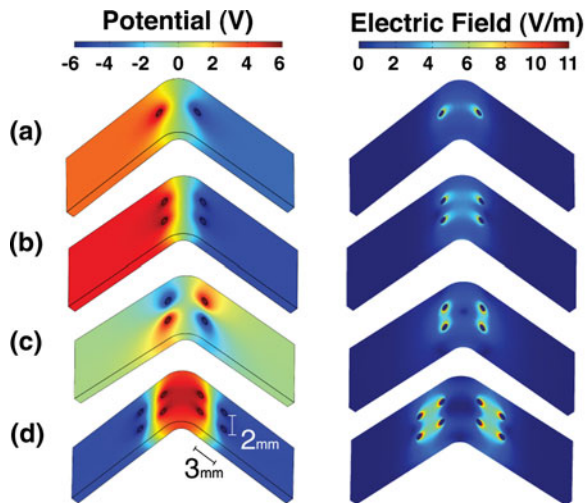 Potential (V)
-6 -4 -2 0 2 4 6
Electric Field (V/m)
0 2 4 6 8 10 11
(a)
(b)
(c)
(d)
2mm
3mm